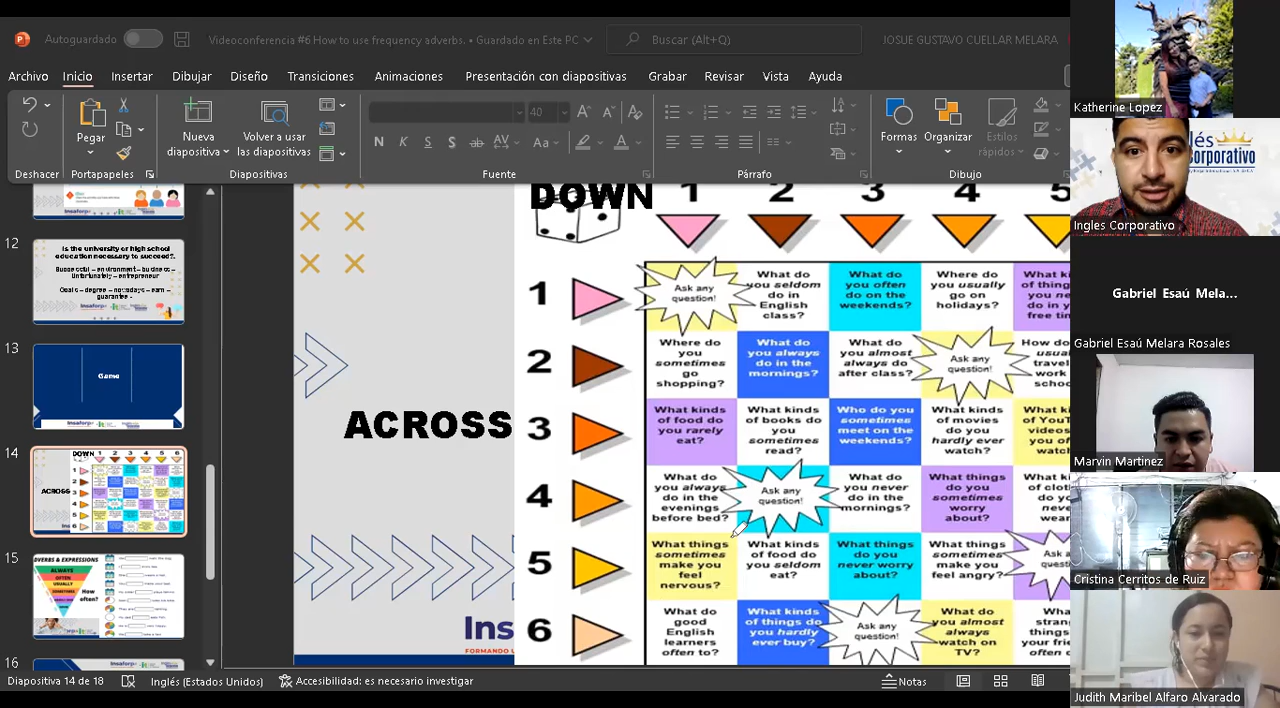 Autoguardado
Videoconferencia #6 How to use frequency adverbs. • Guardado en Este PC
Buscar (Alt+Q)
IOSUE GUSTAVO CUELLAR MELARA
Archivo Inicio Insertar Dibujar Diseño Transiciones Animaciones Presentación con diapositivas Grabar Revisar Vista Ayuda
Pegar
Nueva diapositiva
Volver a usar las diapositivas
40
N K S S ab AV Aa A
Formas
Organizar
Estilos rápidos
Deshacer Portapapeles Diapositivas Fuente Párrafo Dibujo
12
Is the university or high school
education necessary to succeed?.
13
Game
14
DOWN 1 2 3 4 5 6
ACROSS
15
ADVERBS & EXPRESSIONS
ALWAYS
OFTEN
USUALLY
SOMETIMES
How often?
16
DOWN 1 2 3 4 5
ACROSS
1
Ask any question!
What do you seldom do in English class?
What do you often do on the weekends?
Where do you usually go on holidays?
2
Where do you sometimes go shopping?
What do you always do in the mornings?
What do you almost always do after class?
Ask any question!
3
What kinds of food do you rarely eat?
What kinds of books do you sometimes read?
Who do you sometimes meet on the weekends?
What kinds of movies do you hardly ever watch?
4
What do you always do in the evenings before bed?
Ask any question!
What do you never do in the mornings?
What things do you sometimes worry about?
5
What things sometimes make you feel nervous?
What kinds of food do you seldom eat?
What things do you never worry about?
What things sometimes make you feel angry?
6
What do good English learners often to?
What kinds of things do you hardly ever buy?
Ask any question!
What do you almost always watch on TV?
Ins
FORMANDO
Diapositiva 14 de 18 Inglés (Estados Unidos) Accesibilidad: es necesario investigar Notas
Katherine Lopez
lés
Corporativo
Ingles Corporativo
Gabriel Esaú Mela...
Gabriel Esaú Melara Rosales
Marvin Martinez
Cristina Cerritos de Ruiz
Judith Maribel Alfaro Alvarado